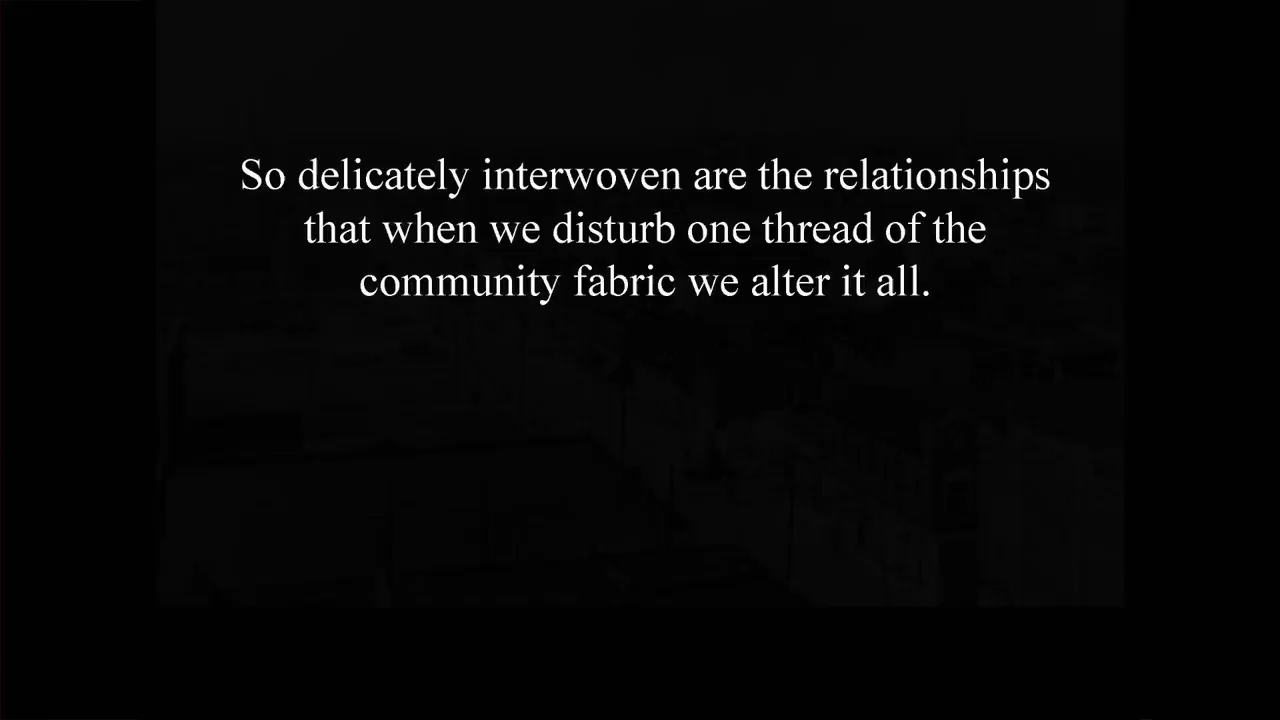 So delicately interwoven are the relationships
that when we disturb one thread of the
community fabric we alter it all.